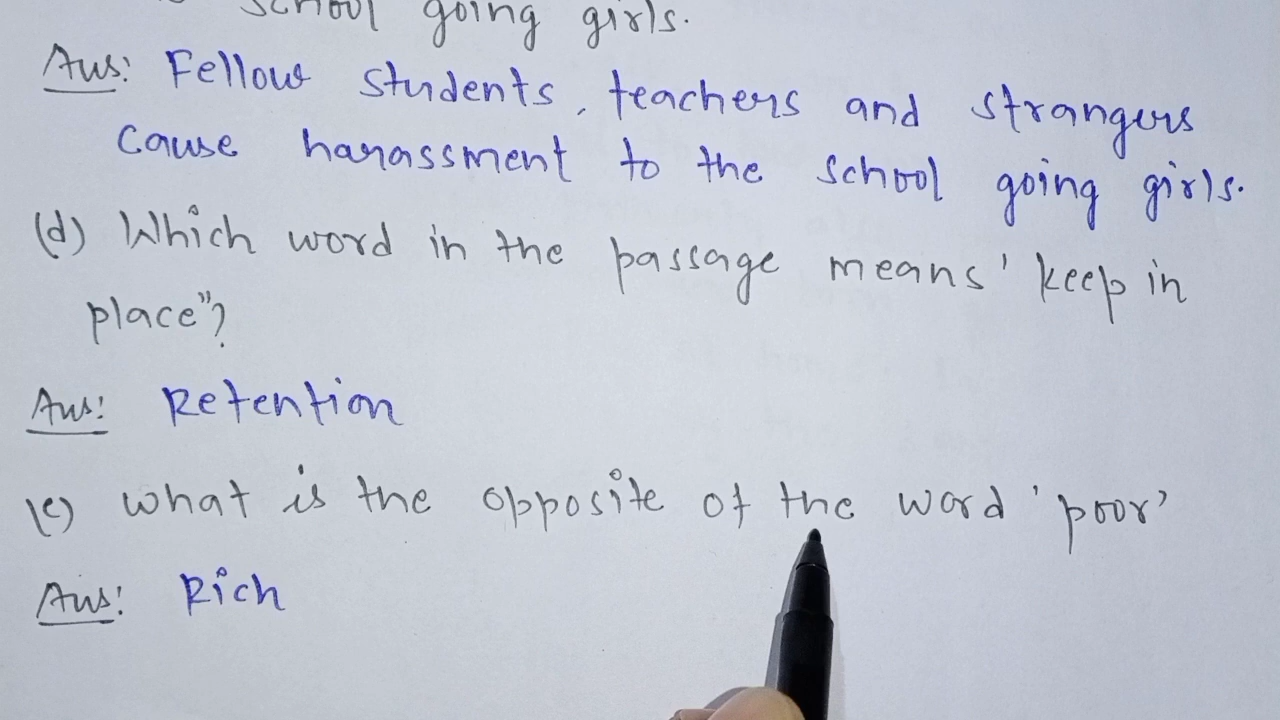 school going girls.
Ans: Fellow students, teachers and strangers
cause harassment to the school going girls.
(d) Which word in the passage means 'keep in
place"?
Ans: Retention
(e) What is the opposite of the word 'poor'
Ans: Rich